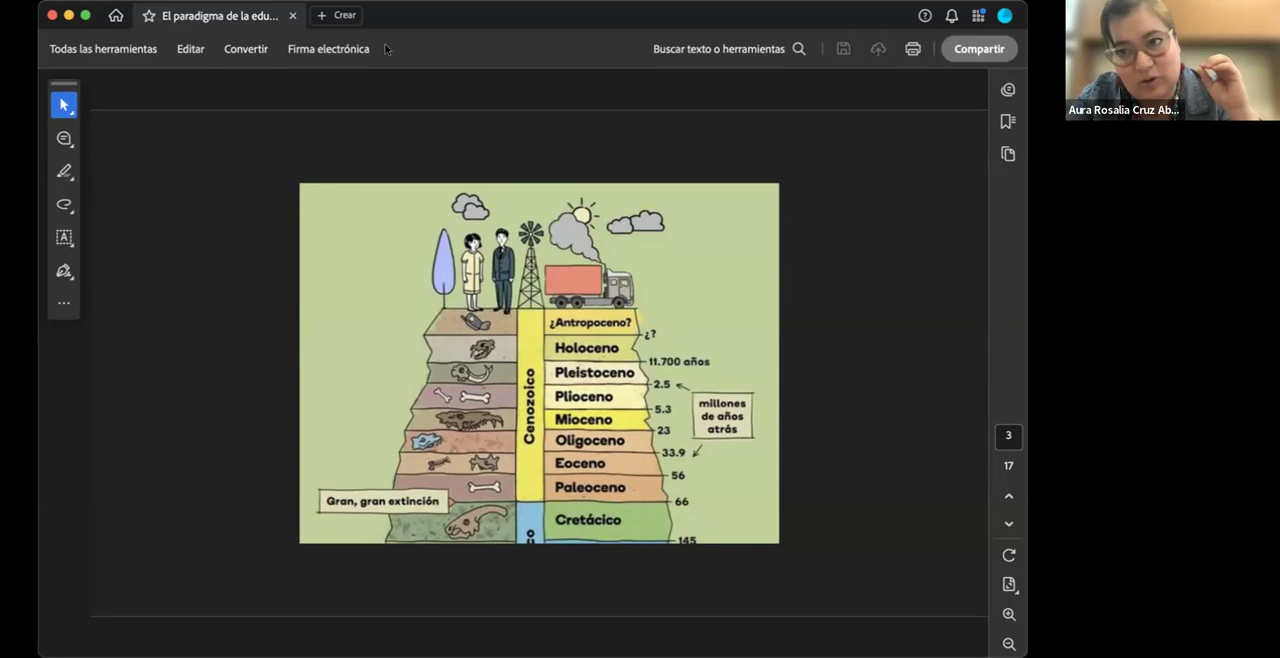 El paradigma de la edu...
Crear
Todas las herramientas
Editar
Convertir
Firma electrónica
Buscar texto o herramientas
Compartir
Aura Rosalia Cruz Ab...
¿Antropoceno?
¿?
Holoceno
11.700 años
Pleistoceno
2.5
Plioceno
5.3
millones
de años
atrás
Mioceno
23
Oligoceno
33.9
Eoceno
56
Paleoceno
66
Cenozoico
Gran, gran extinción
Cretácico
145
co
3
17